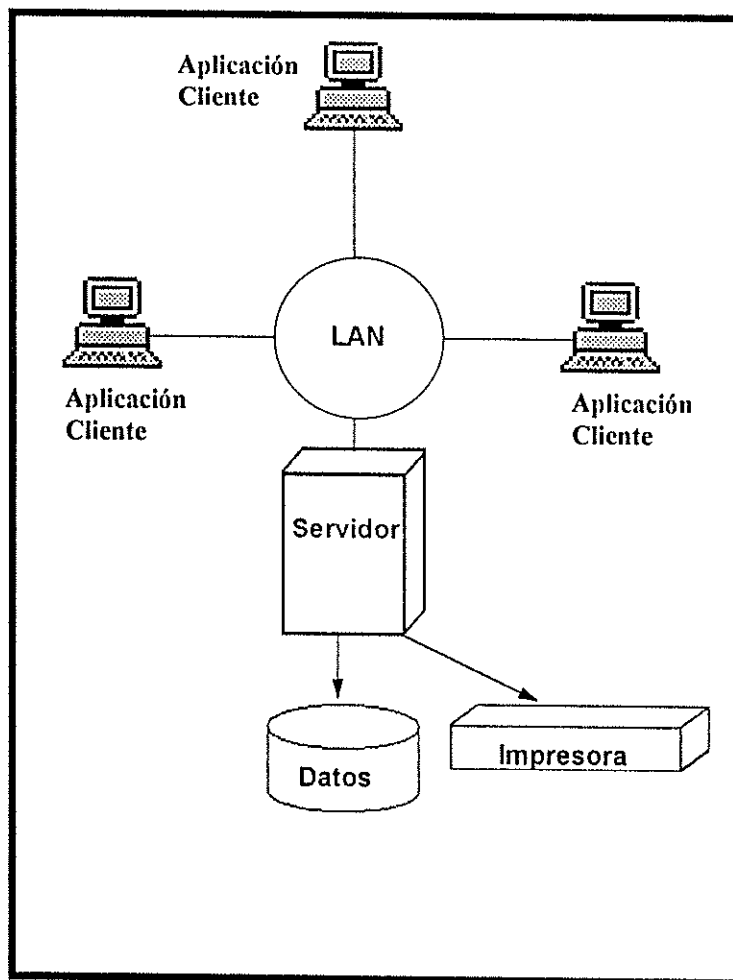 Aplicación
Cliente
LAN
Aplicación
Cliente
Aplicación
Cliente
Servidor
Datos
Impresora